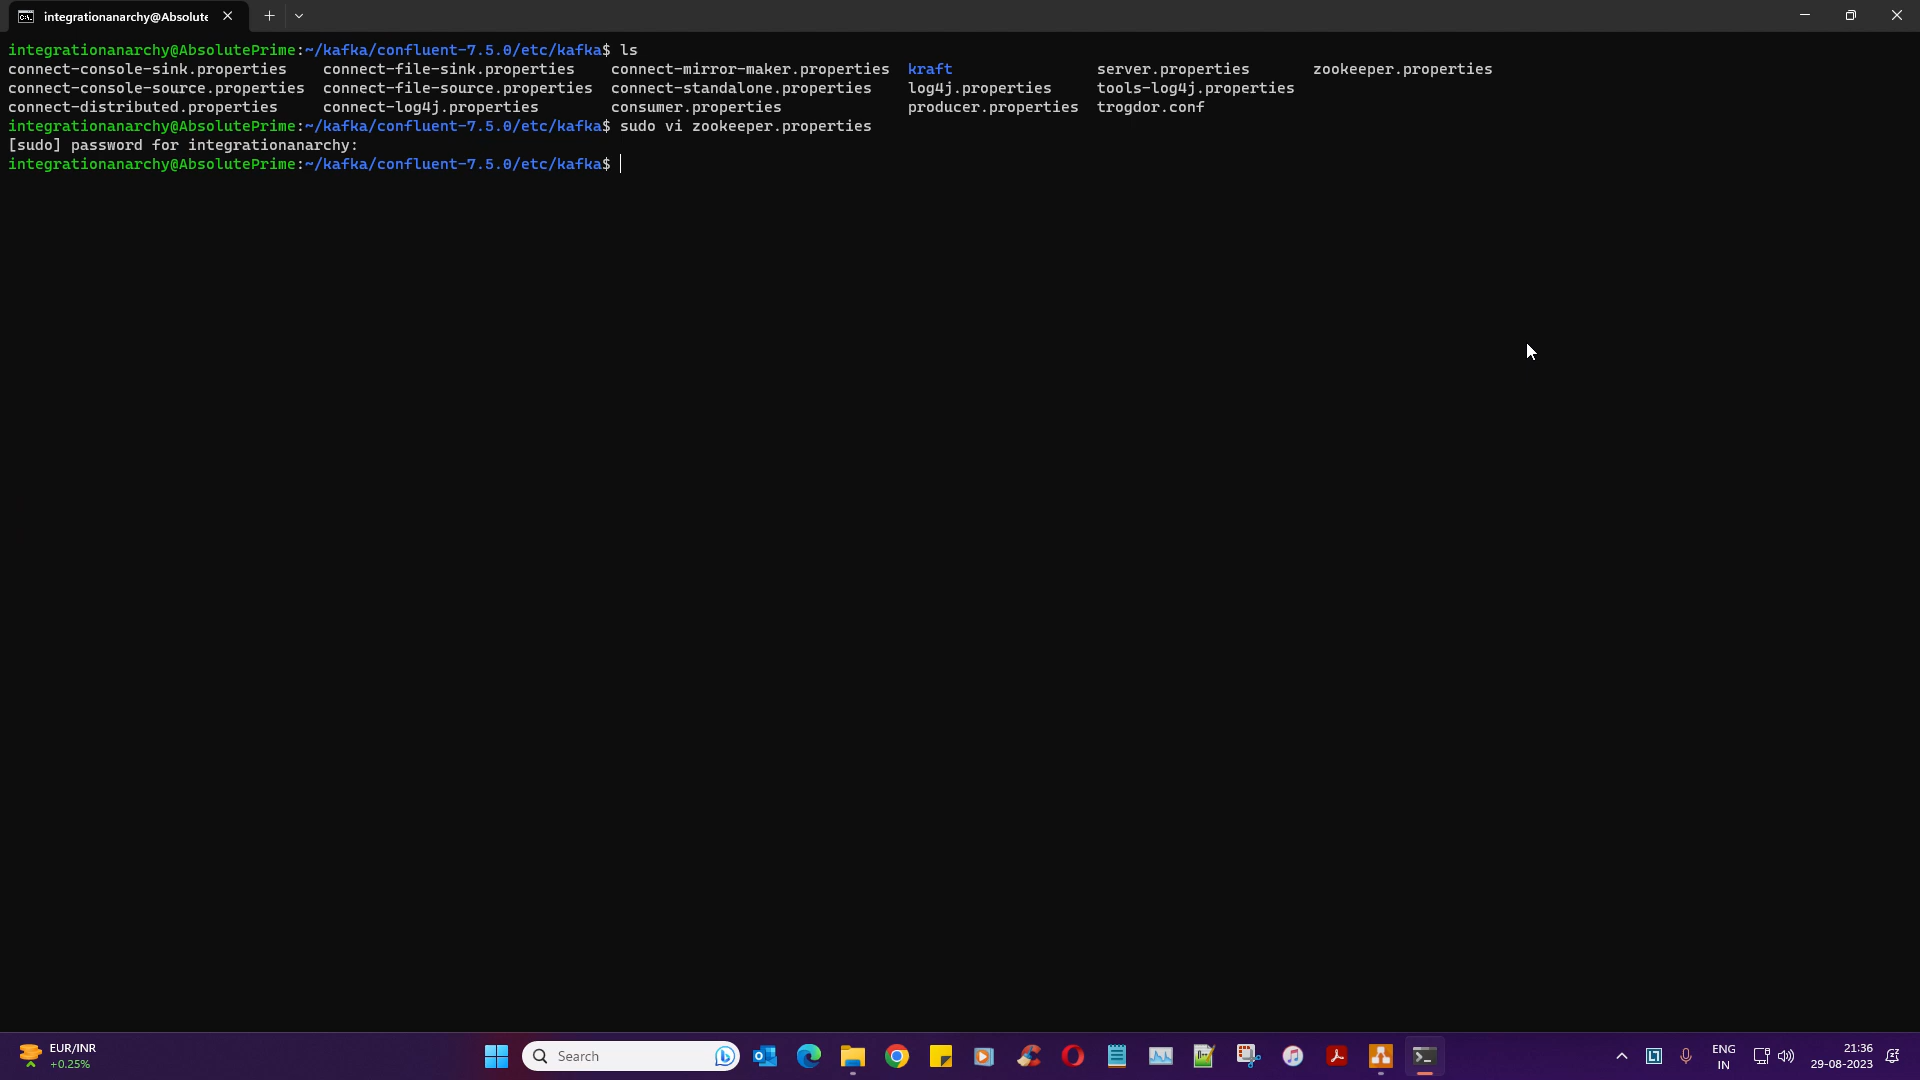 integrationanarchy@Absolute
integrationanarchy@AbsolutePrime:~/kafka/confluent-7.5.0/etc/kafka$ ls
connect-console-sink.properties connect-file-sink.properties connect-mirror-maker.properties kraft server.properties zookeeper.properties
connect-console-source.properties connect-file-source.properties connect-standalone.properties log4j.properties tools-log4j.properties
connect-distributed.properties connect-log4j.properties consumer.properties producer.properties trogdor.conf
integrationanarchy@AbsolutePrime:~/kafka/confluent-7.5.0/etc/kafka$ sudo vi zookeeper.properties
[sudo] password for integrationanarchy:
integrationanarchy@AbsolutePrime:~/kafka/confluent-7.5.0/etc/kafka$
EUR/INR
+0.25%
Search
ENG
IN
21:36
29-08-2023